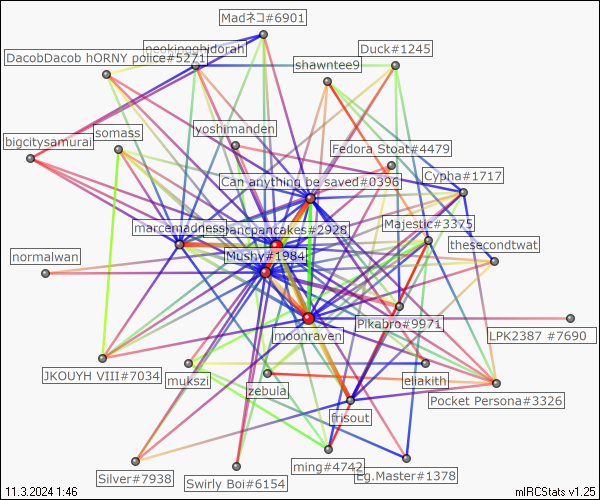 Madネコ#6901
neokingghidorah
Duck#1245
DacobDacob hORNY police#5271
shawntee9
yoshimanden
somass
bigcitysamurai
Fedora Stoat#4479
Can anything be saved#0396
Cypha#1717
marcemadness
pancpancakes#2928
Majestic#3375
thesecondtwat
Mushy#1984
normalwan
Pikabro#9971
moonraven
LPK2387 #7690
JKOUYH VIII#7034
mukszi
zebula
eliakith
Pocket Persona#3326
frisout
Silver#7938
Swirly Boi#6154
ming#4742
Eg.Master#1378
11.3.2024 1:46
mIRCStats v1.25